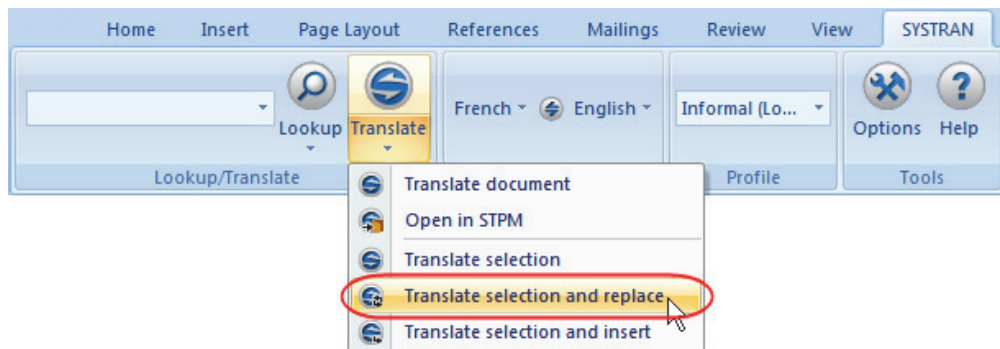 Home Insert Page Layout References Mailings Review View SYSTRAN
Lookup Translate French English Informal (Lo... Options Help
Lookup/Translate Profile Tools
Translate document
Open in STPM
Translate selection
Translate selection and replace
Translate selection and insert